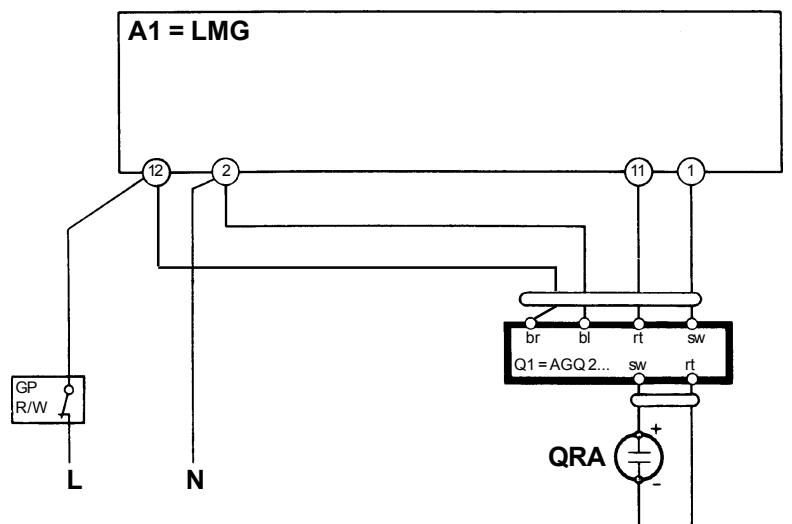 A1 = LMG
12 2 11 1
br bl rt sw
Q1 = AGQ 2... sw rt
GP
R/W
+
QRA
-
L N